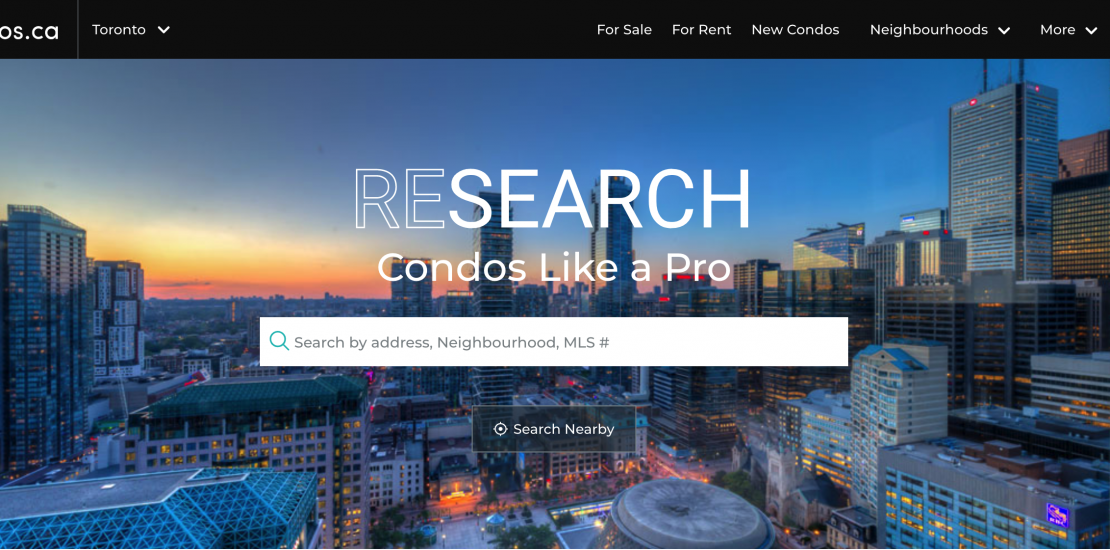 os.ca
Toronto
For Sale
For Rent
New Condos
Neighbourhoods
More
RESEARCH
Condos Like a Pro
Search by address, Neighbourhood, MLS #
Search Nearby